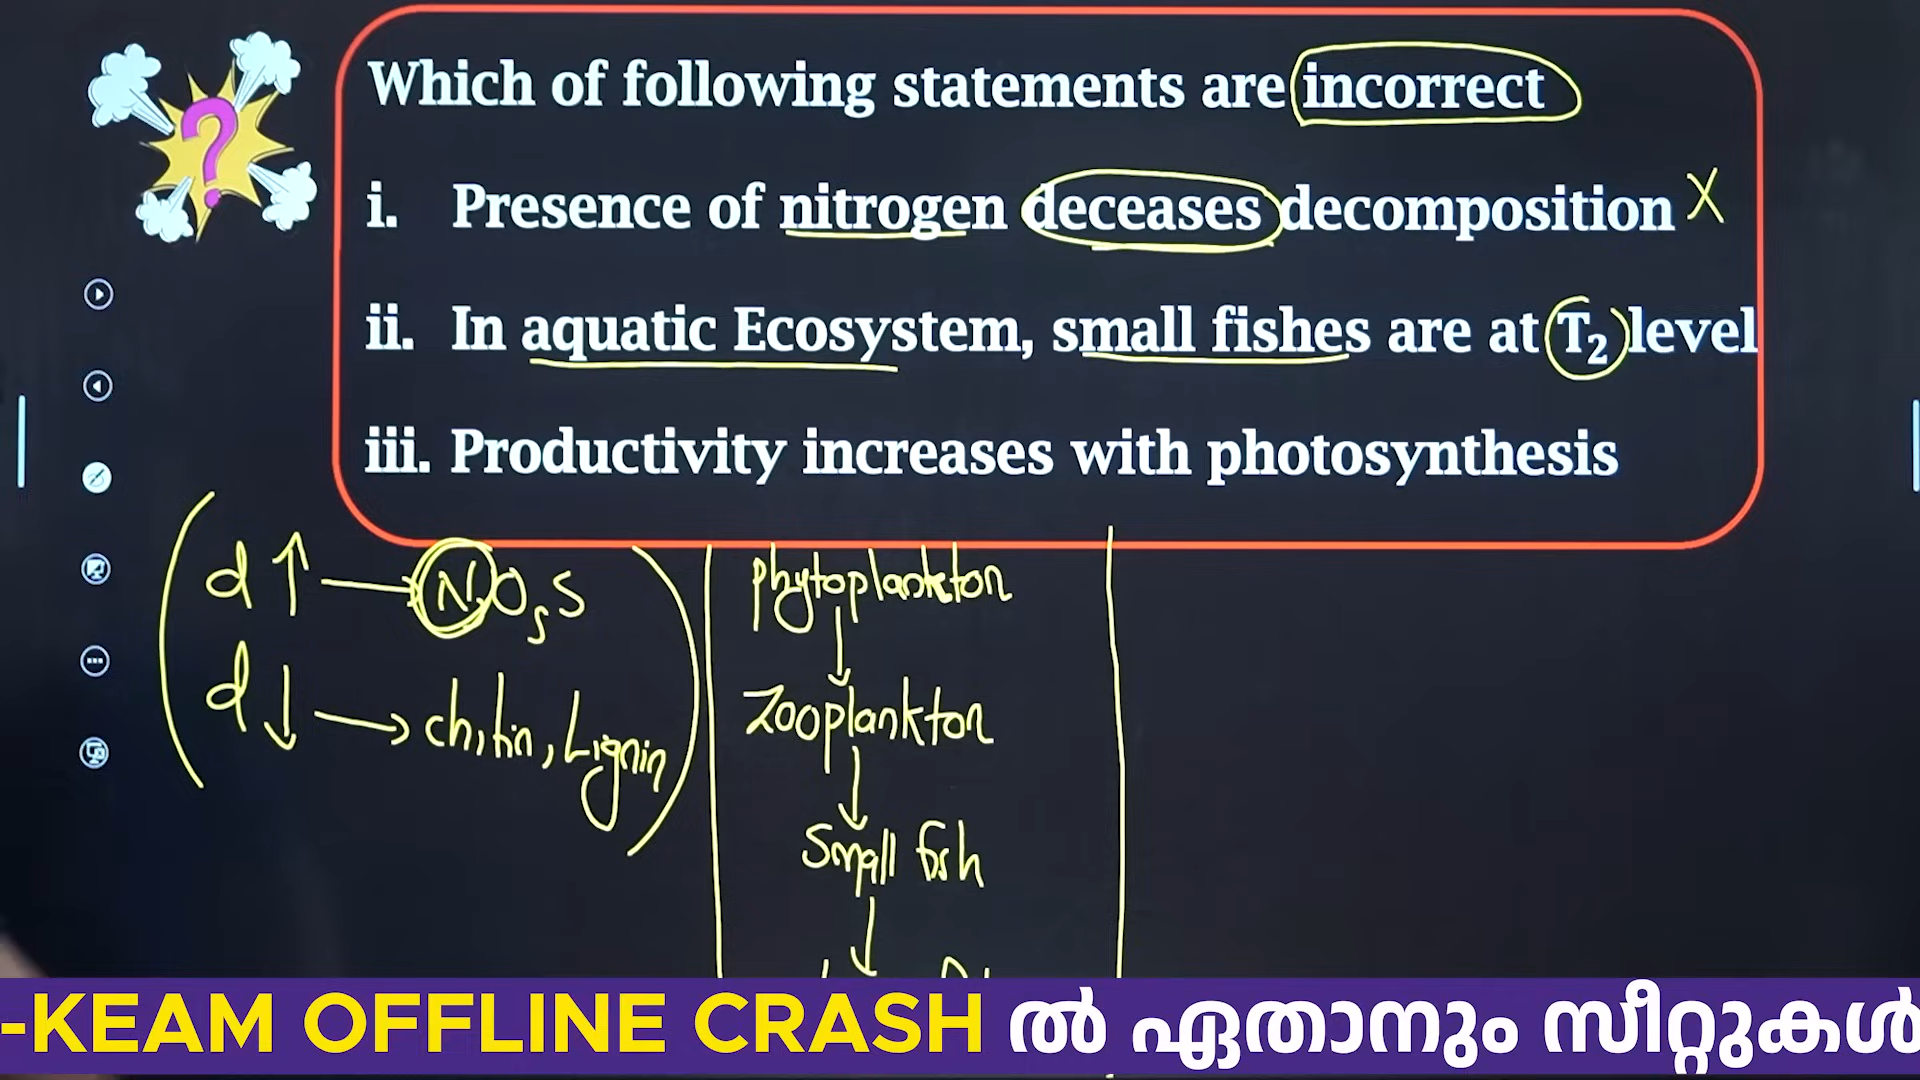 Which of following statements are incorrect
i. Presence of nitrogen deceases decomposition X
ii. In aquatic Ecosystem, small fishes are at T₂ level
iii. Productivity increases with photosynthesis
d ↑ → N, O, S
d ↓ → chitin, Lignin
phytoplankton
↓
Zooplankton
↓
Small fish
↓
-KEAM OFFLINE CRASH ൽ ഏതാനും സീറ്റുകൾ